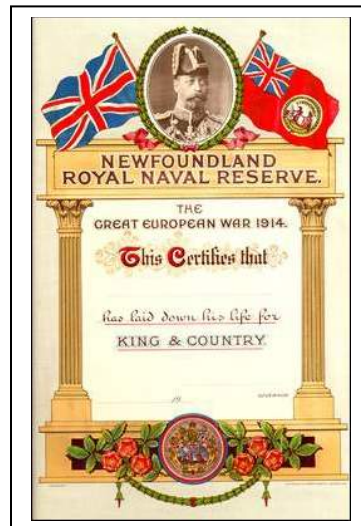 NEWFOUNDLAND
ROYAL NAVAL RESERVE.
THE
GREAT EUROPEAN WAR 1914.
This Certifies that
has laid down his life for
KING & COUNTRY.
19
GOVERNOR